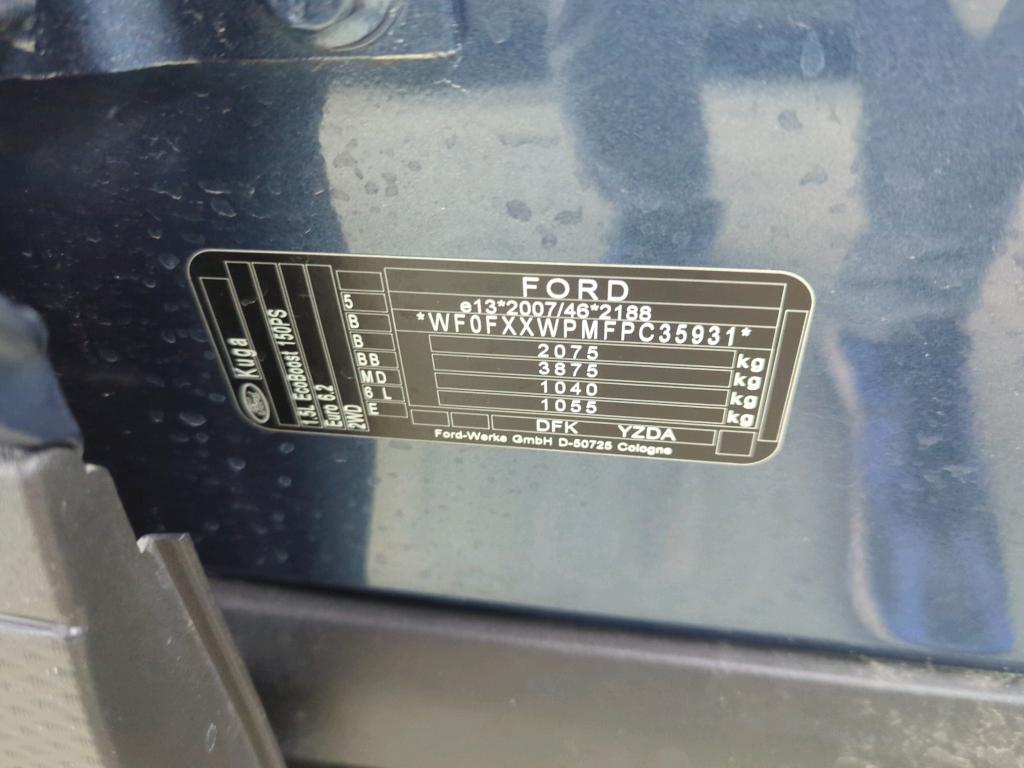 FORD
e13*2007/46*2188
*WF0FXXWPMFPC35931*
2075 kg
3875 kg
1040 kg
1055 kg
DFK YZDA
Ford-Werke GmbH D-50725 Cologne
5
B
B
BB
MD
6 L
E
Ford Kuga
1.5L EcoBoost 150PS
Euro 6.2
2WD